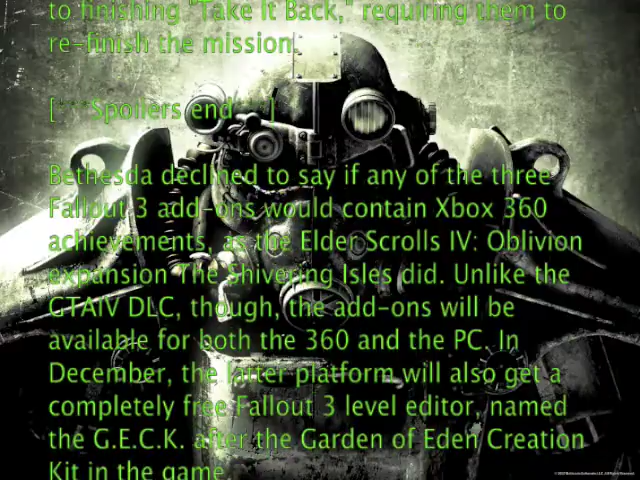 to finishing "Take It Back," requiring them to
re-finish the mission.
[***Spoilers end***]
Bethesda declined to say if any of the three
Fallout 3 add-ons would contain Xbox 360
achievements, as the Elder Scrolls IV: Oblivion
expansion The Shivering Isles did. Unlike the
GTAIV DLC, though, the add-ons will be
available for both the 360 and the PC. In
December, the latter platform will also get a
completely free Fallout 3 level editor, named
the G.E.C.K. after the Garden of Eden Creation
Kit in the game.